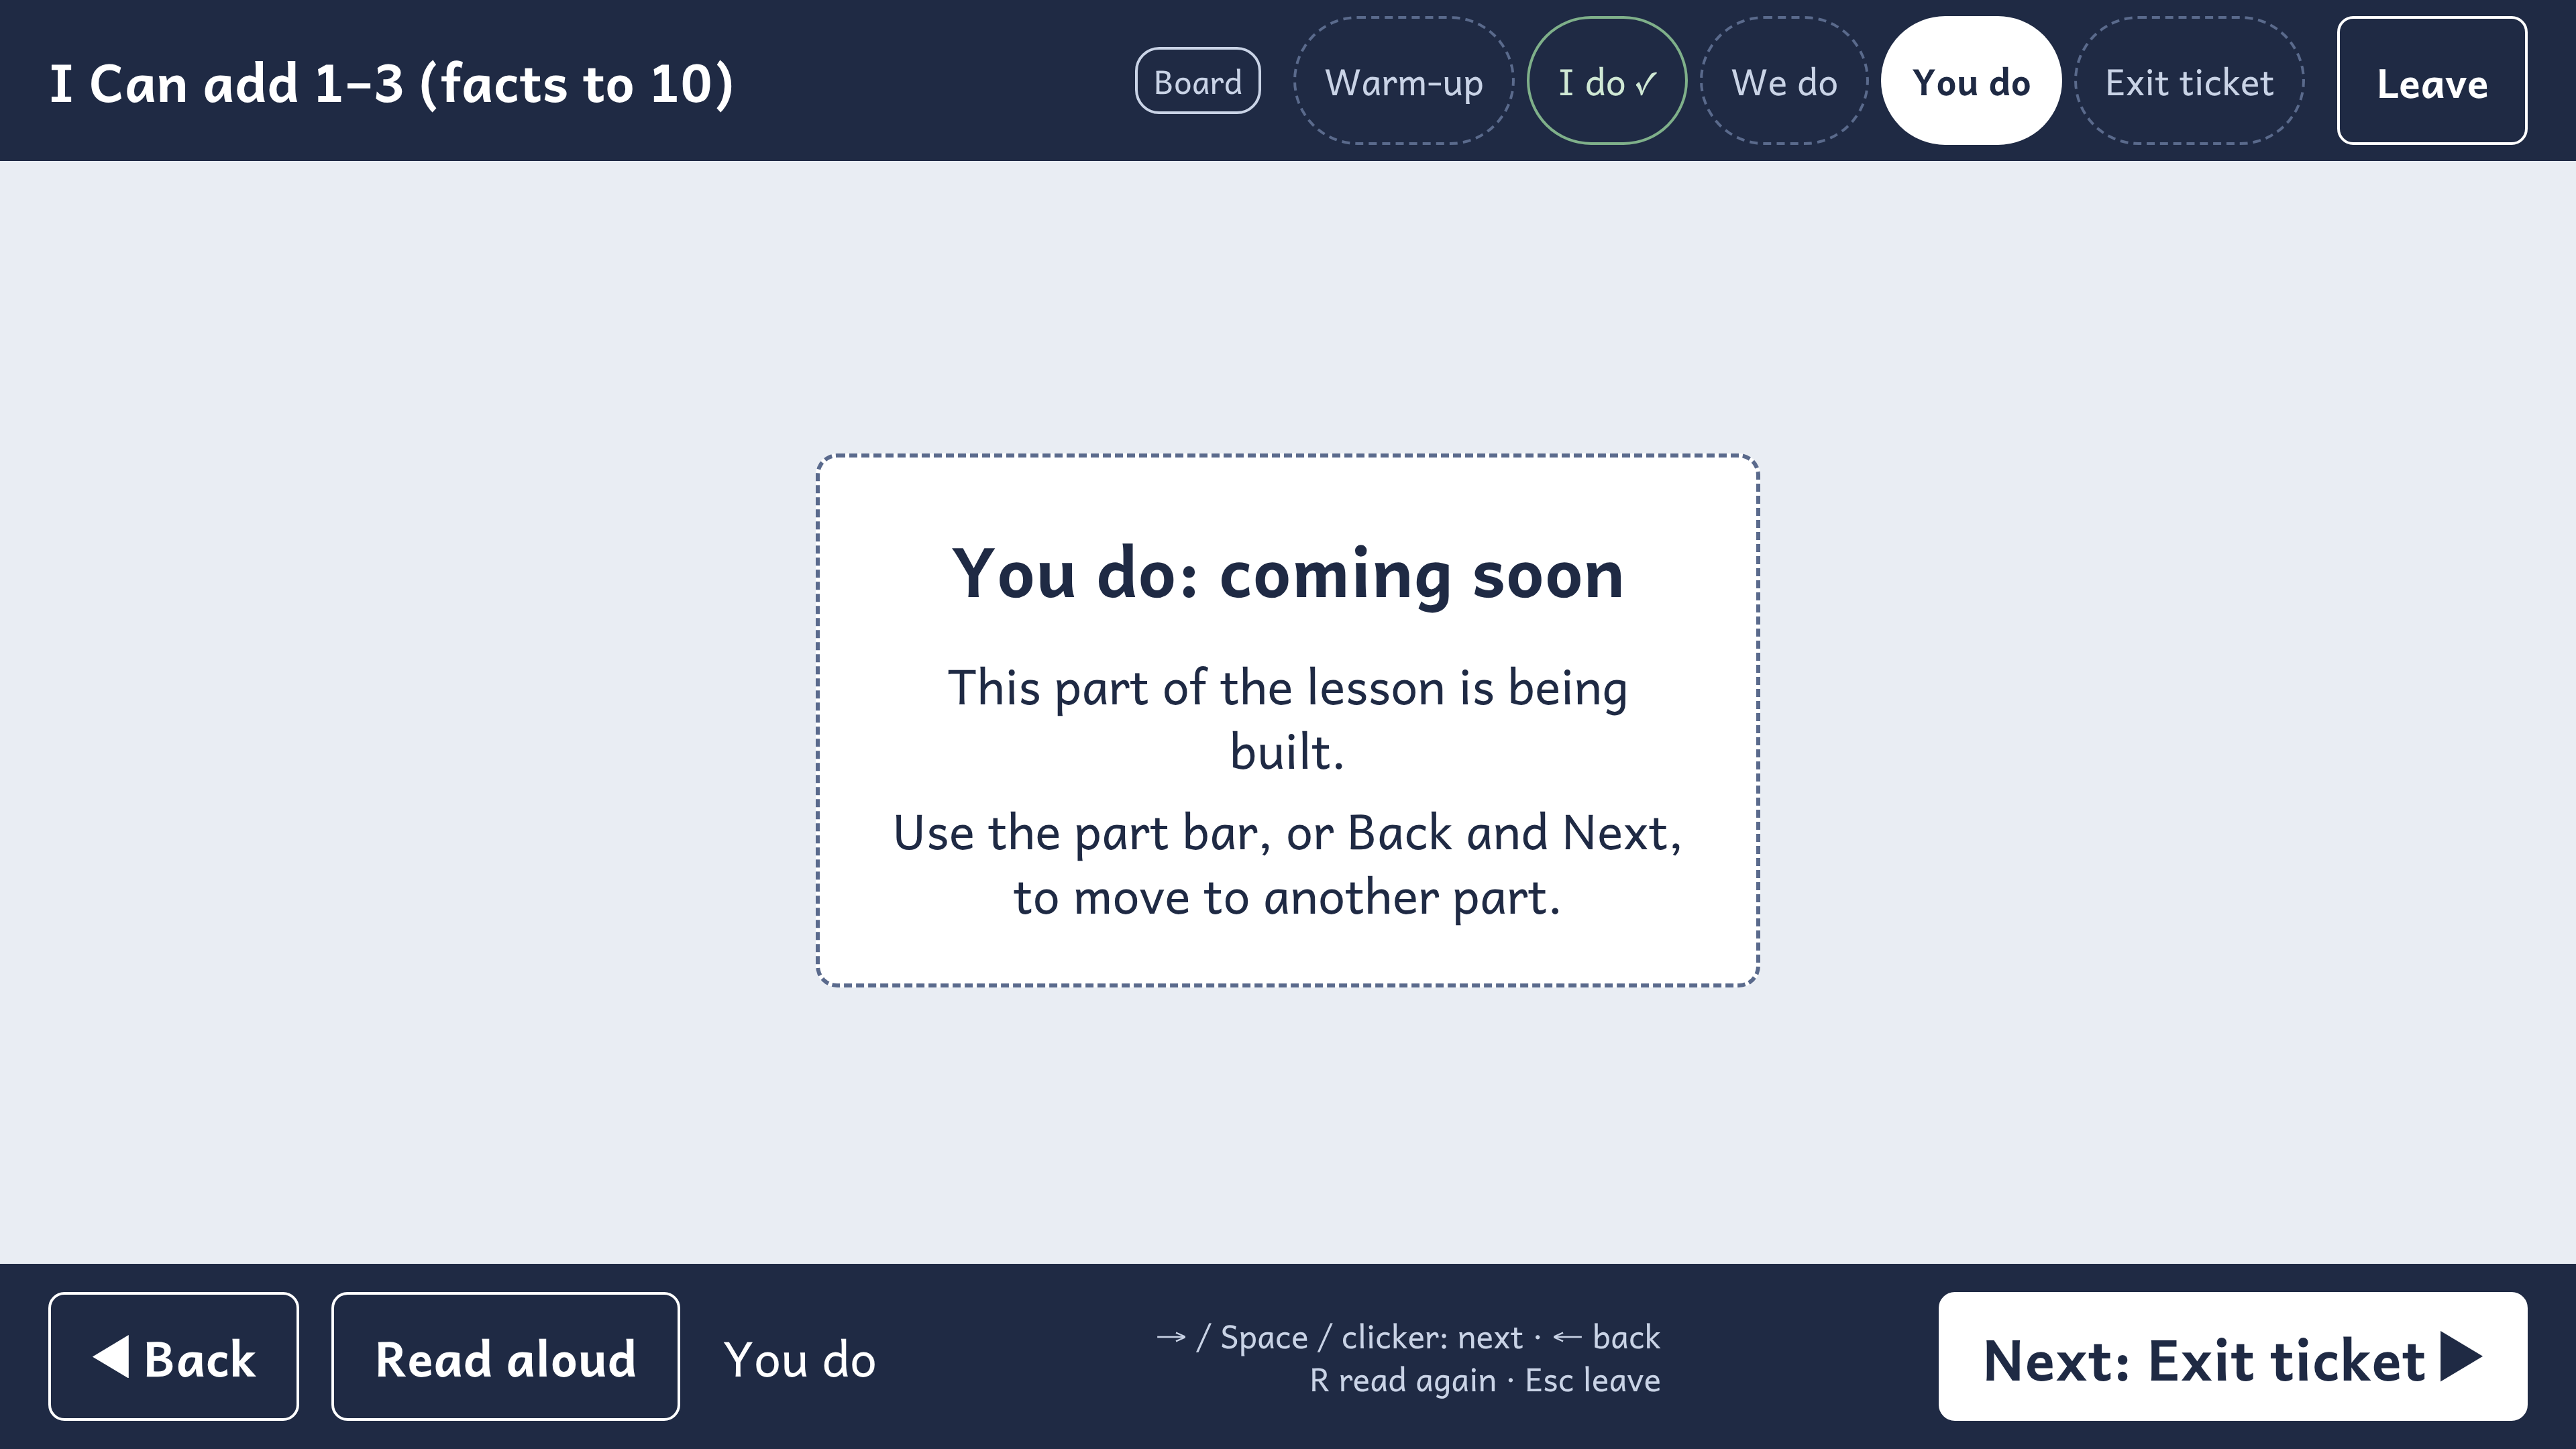 I Can add 1–3 (facts to 10)
Board
Warm-up
I do ✓
We do
You do
Exit ticket
Leave
You do: coming soon
This part of the lesson is being
built.
Use the part bar, or Back and Next,
to move to another part.
◀ Back
Read aloud
You do
→ / Space / clicker: next · ← back
R read again · Esc leave
Next: Exit ticket ▶